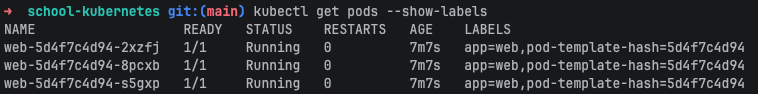 → school-kubernetes git:(main) kubectl get pods --show-labels
NAME READY STATUS RESTARTS AGE LABELS
web-5d4f7c4d94-2xzfj 1/1 Running 0 7m7s app=web,pod-template-hash=5d4f7c4d94
web-5d4f7c4d94-8pcxb 1/1 Running 0 7m7s app=web,pod-template-hash=5d4f7c4d94
web-5d4f7c4d94-s5gxp 1/1 Running 0 7m7s app=web,pod-template-hash=5d4f7c4d94